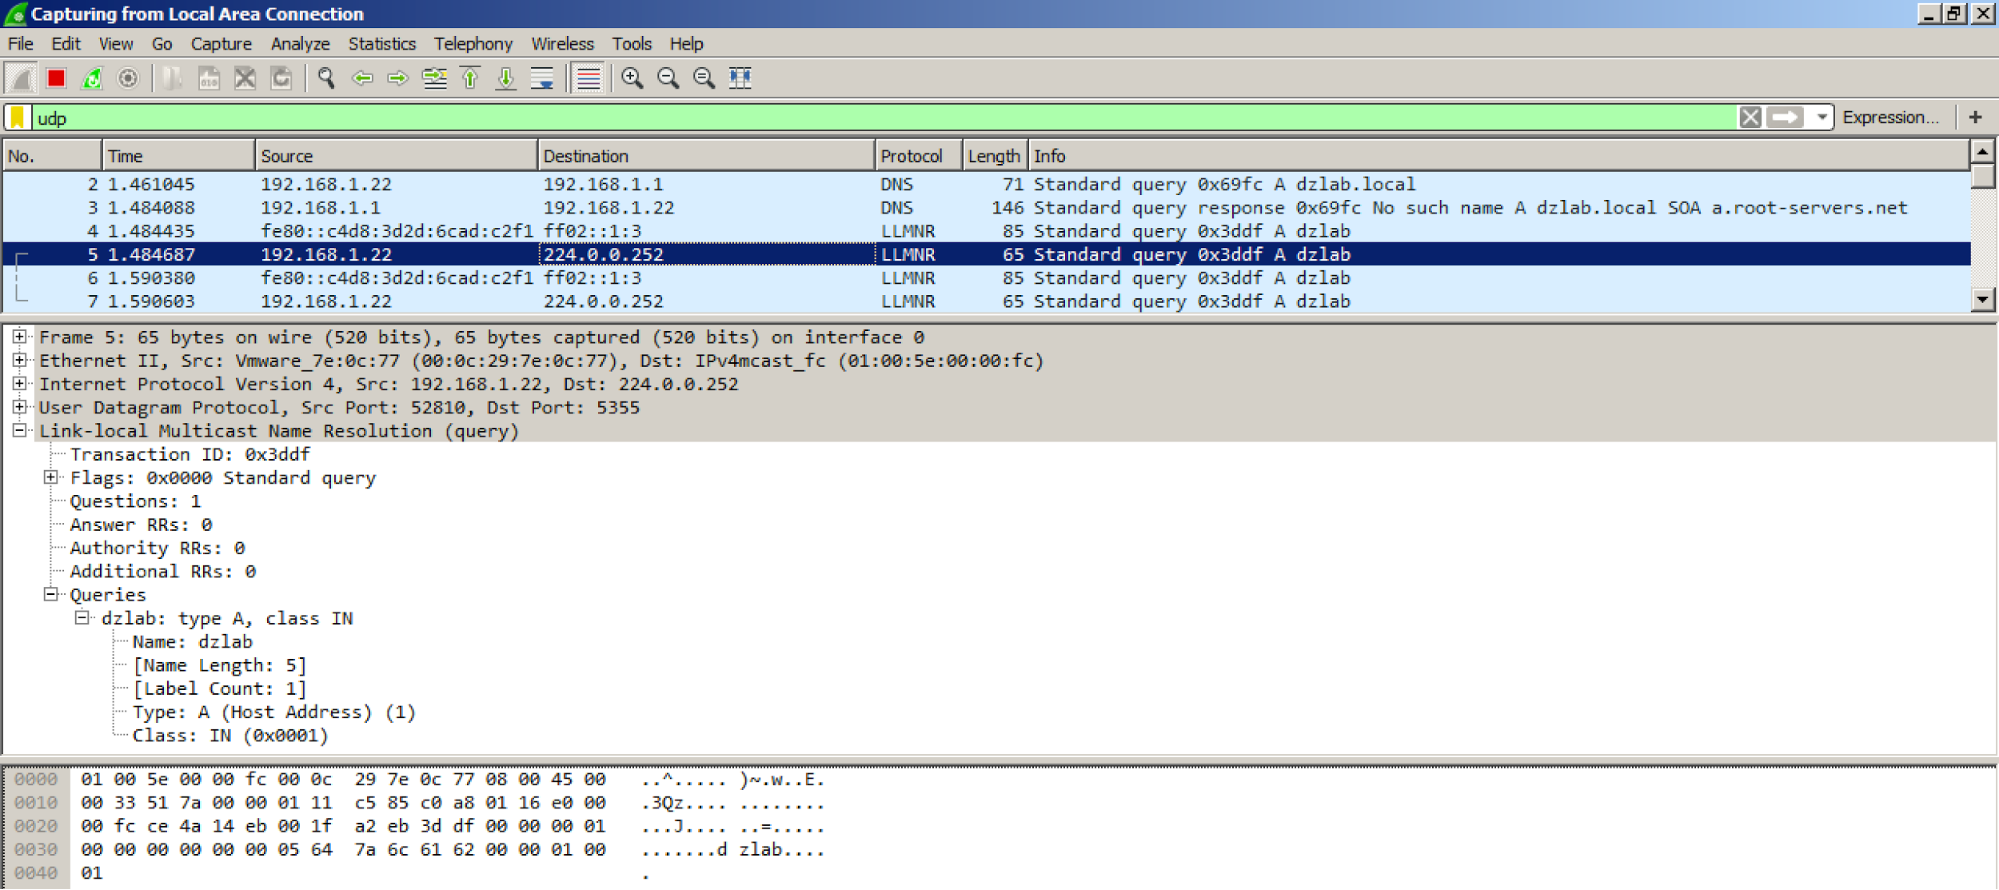 Capturing from Local Area Connection
File Edit View Go Capture Analyze Statistics Telephony Wireless Tools Help
udp Expression... +
No. Time Source Destination Protocol Length Info
2 1.461045 192.168.1.22 192.168.1.1 DNS 71 Standard query 0x69fc A dzlab.local
3 1.484088 192.168.1.1 192.168.1.22 DNS 146 Standard query response 0x69fc No such name A dzlab.local SOA a.root-servers.net
4 1.484435 fe80::c4d8:3d2d:6cad:c2f1 ff02::1:3 LLMNR 85 Standard query 0x3ddf A dzlab
5 1.484687 192.168.1.22 224.0.0.252 LLMNR 65 Standard query 0x3ddf A dzlab
6 1.590380 fe80::c4d8:3d2d:6cad:c2f1 ff02::1:3 LLMNR 85 Standard query 0x3ddf A dzlab
7 1.590603 192.168.1.22 224.0.0.252 LLMNR 65 Standard query 0x3ddf A dzlab
Frame 5: 65 bytes on wire (520 bits), 65 bytes captured (520 bits) on interface 0
Ethernet II, Src: Vmware_7e:0c:77 (00:0c:29:7e:0c:77), Dst: IPv4mcast_fc (01:00:5e:00:00:fc)
Internet Protocol Version 4, Src: 192.168.1.22, Dst: 224.0.0.252
User Datagram Protocol, Src Port: 52810, Dst Port: 5355
Link-local Multicast Name Resolution (query)
Transaction ID: 0x3ddf
Flags: 0x0000 Standard query
Questions: 1
Answer RRs: 0
Authority RRs: 0
Additional RRs: 0
Queries
dzlab: type A, class IN
Name: dzlab
[Name Length: 5]
[Label Count: 1]
Type: A (Host Address) (1)
Class: IN (0x0001)
0000 01 00 5e 00 00 fc 00 0c 29 7e 0c 77 08 00 45 00 ..^..... )~.w..E.
0010 00 33 51 7a 00 00 01 11 c5 85 c0 a8 01 16 e0 00 .3Qz.... ........
0020 00 fc ce 4a 14 eb 00 1f a2 eb 3d df 00 00 00 01 ...J.... ..=.....
0030 00 00 00 00 00 00 05 64 7a 6c 61 62 00 00 01 00 .......d zlab....
0040 01 .